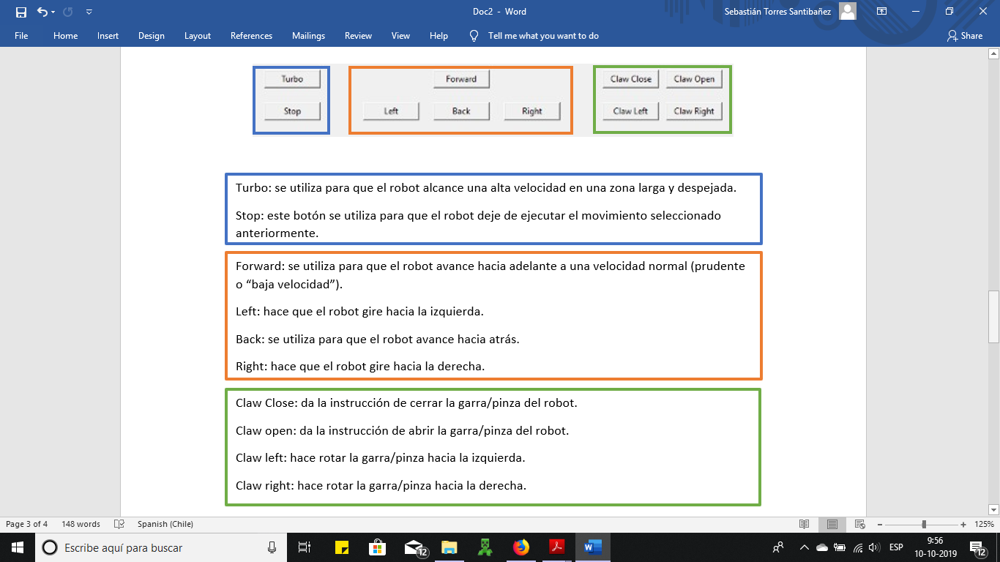 Doc2 - Word
Sebastián Torres Santibañez
File Home Insert Design Layout References Mailings Review View Help Tell me what you want to do Share
Turbo Forward Claw Close Claw Open
Stop Left Back Right Claw Left Claw Right
Turbo: se utiliza para que el robot alcance una alta velocidad en una zona larga y despejada.
Stop: este botón se utiliza para que el robot deje de ejecutar el movimiento seleccionado
anteriormente.
Forward: se utiliza para que el robot avance hacia adelante a una velocidad normal (prudente
o “baja velocidad”).
Left: hace que el robot gire hacia la izquierda.
Back: se utiliza para que el robot avance hacia atrás.
Right: hace que el robot gire hacia la derecha.
Claw Close: da la instrucción de cerrar la garra/pinza del robot.
Claw open: da la instrucción de abrir la garra/pinza del robot.
Claw left: hace rotar la garra/pinza hacia la izquierda.
Claw right: hace rotar la garra/pinza hacia la derecha.
Page 3 of 4 148 words Spanish (Chile) 125%
Escribe aquí para buscar 12 W ESP 9:56 12
10-10-2019